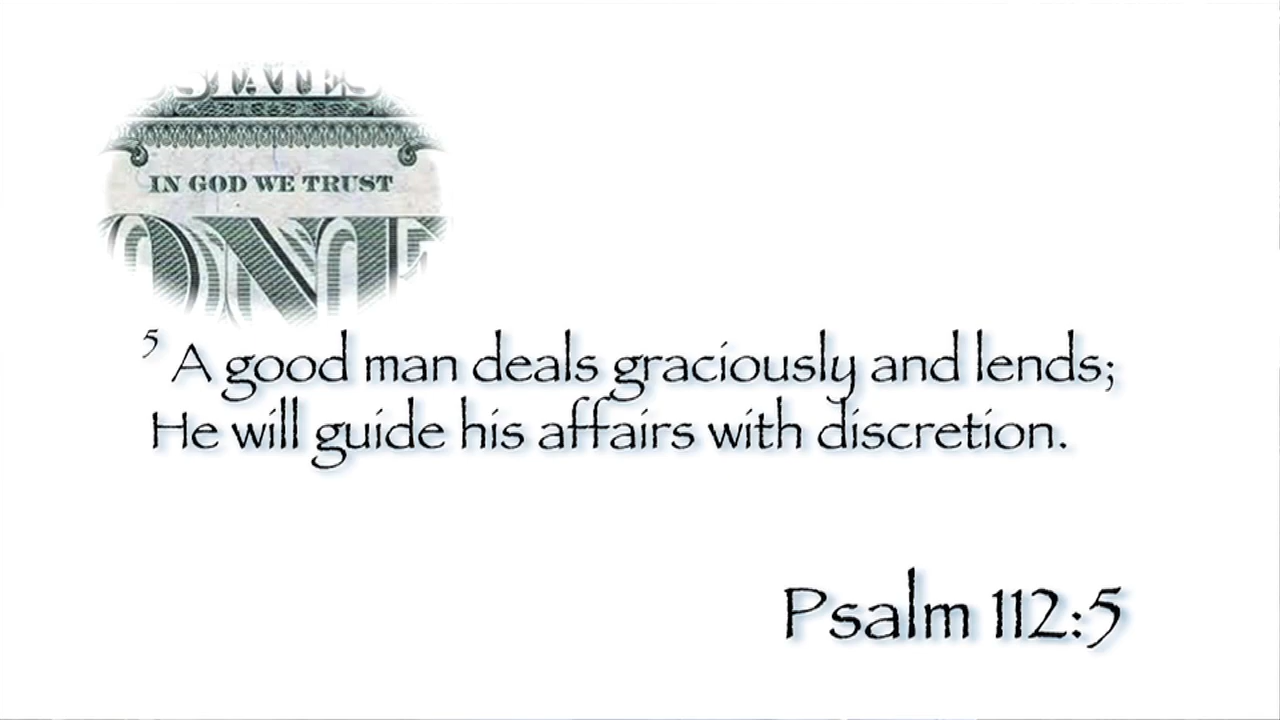 STATES
IN GOD WE TRUST
ONE
5 A good man deals graciously and lends;
He will guide his affairs with discretion.
Psalm 112:5